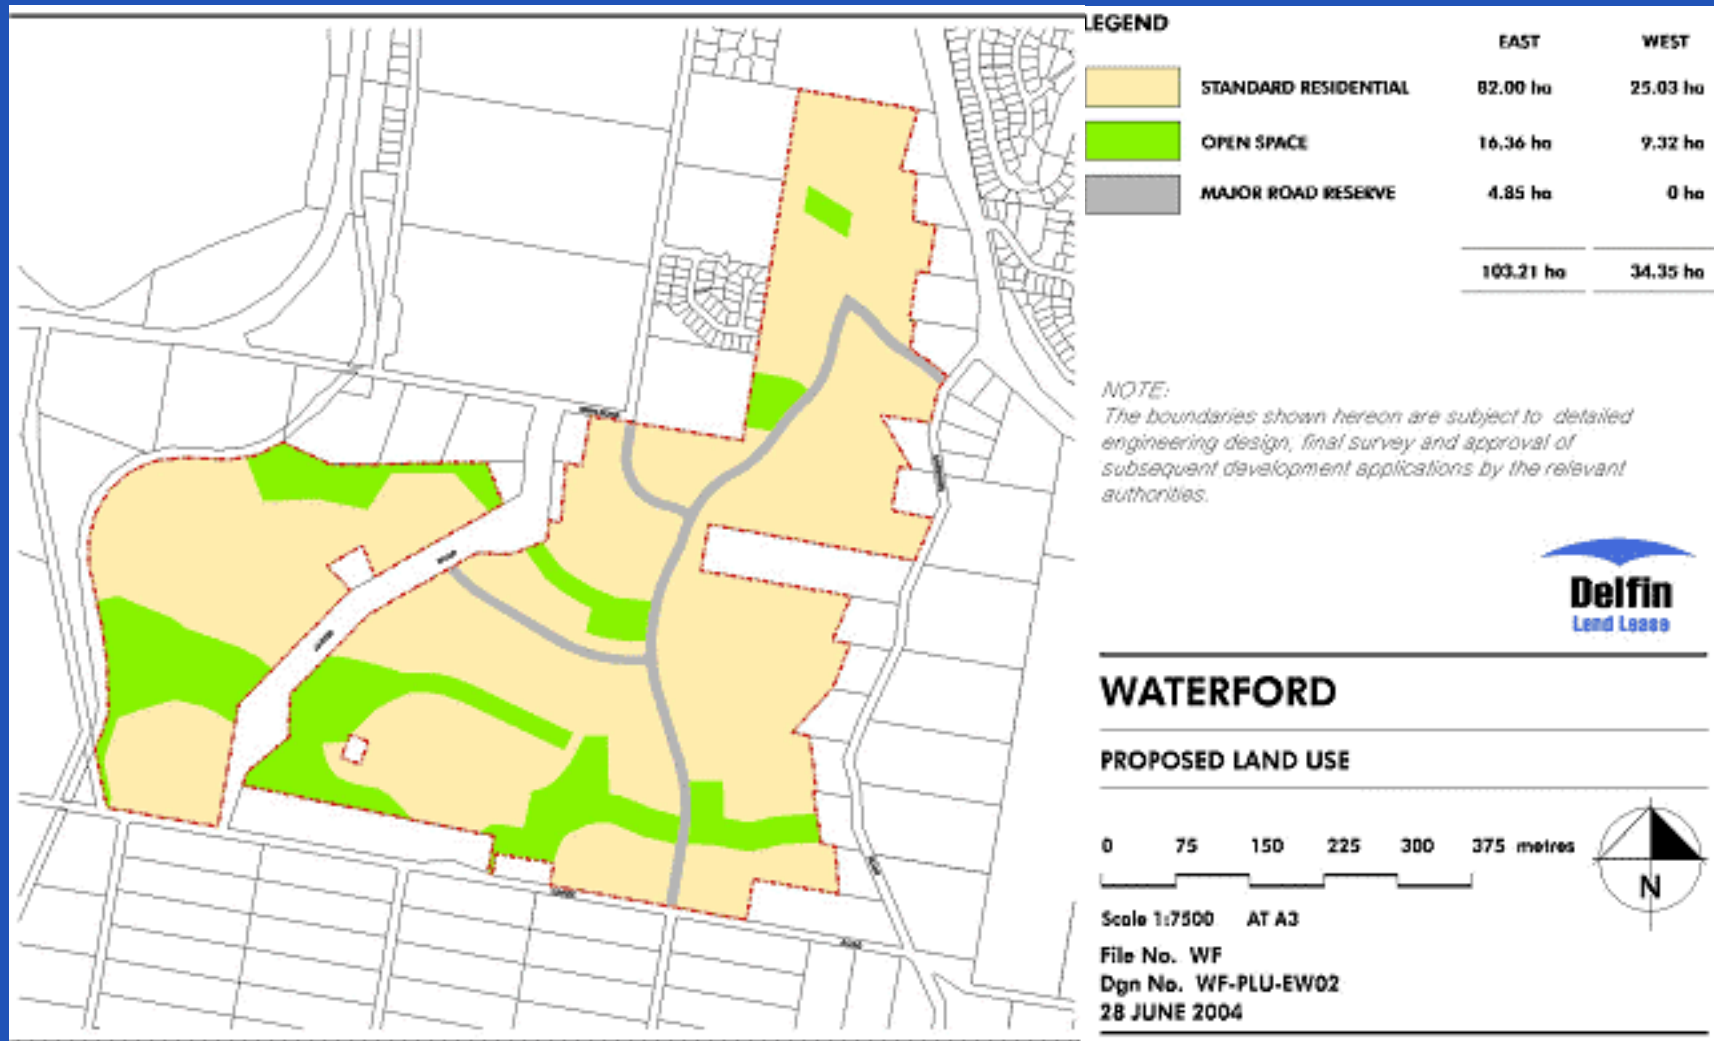 LEGEND
EAST WEST
STANDARD RESIDENTIAL 82.00 ha 25.03 ha
OPEN SPACE 16.36 ha 9.32 ha
MAJOR ROAD RESERVE 4.85 ha 0 ha
103.21 ha 34.35 ha
NOTE:
The boundaries shown hereon are subject to detailed
engineering design, final survey and approval of
subsequent development applications by the relevant
authorities.
Delfin
Lend Lease
WATERFORD
PROPOSED LAND USE
0 75 150 225 300 375 metres
N
Scale 1:7500 AT A3
File No. WF
Dgn No. WF-PLU-EW02
28 JUNE 2004